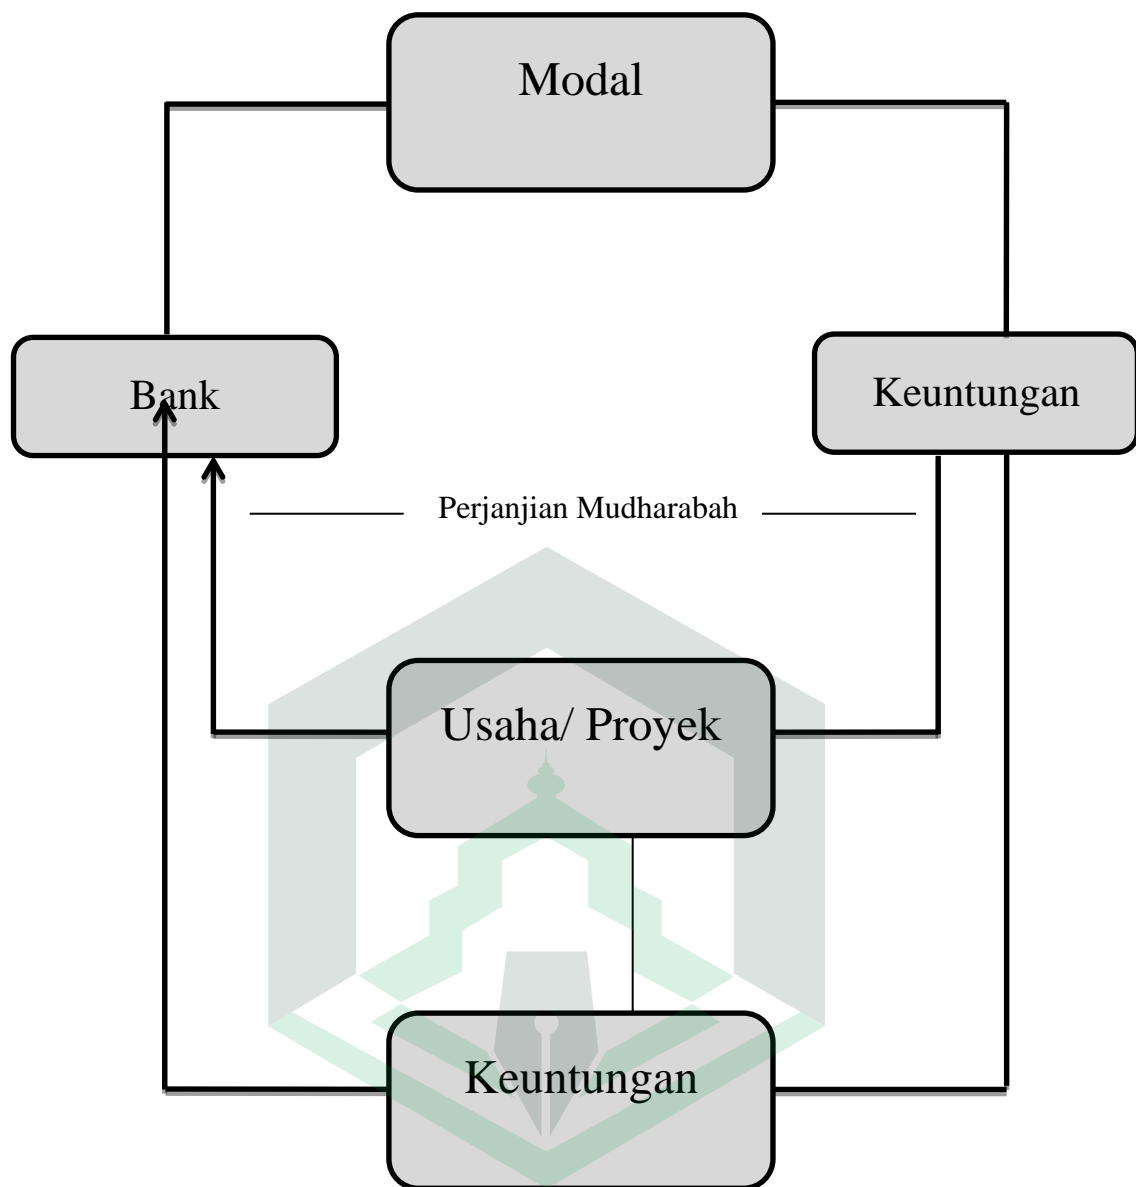 Modal
Bank
Keuntungan
Perjanjian Mudharabah
Usaha/ Proyek
Keuntungan